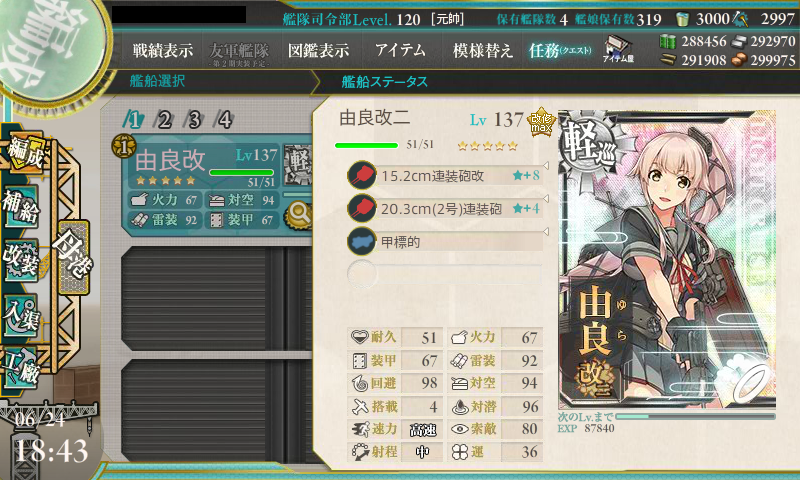 編成
艦隊司令部Level. 120 [元帥]
保有艦隊数 4 艦娘保有数 319
3000 2997
戦績表示
友軍艦隊
第2期実装予定
図鑑表示
アイテム
模様替え
任務(クエスト)
アイテム屋
288456 292970
291908 299975
艦船選択
艦船ステータス
1 2 3 4
1
由良改
Lv137
51/51
軽
火力 67 対空 94
雷装 92 装甲 67
編成
補給
改装
入渠
工廠
母港
06/24
18:43
由良改二
Lv 137
改修
max
51/51
15.2cm連装砲改 ★+8
20.3cm(2号)連装砲 ★+4
甲標的
耐久 51 火力 67
装甲 67 雷装 92
回避 98 対空 94
搭載 4 対潜 96
速力 高速 索敵 80
射程 中 運 36
軽巡
由良
ゆら
改二
次のLv.まで
EXP 87840